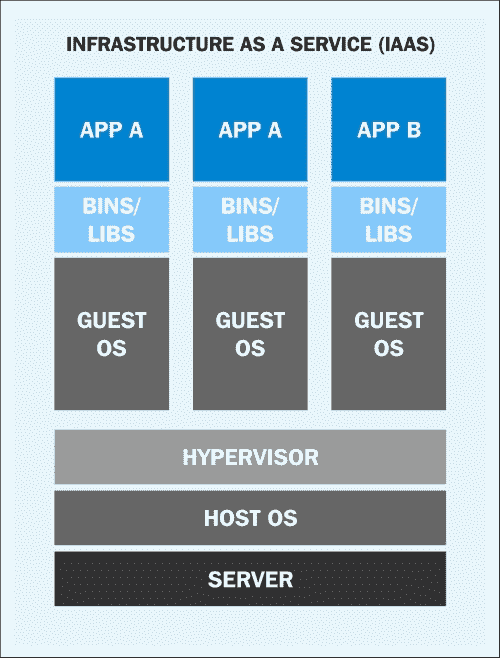 INFRASTRUCTURE AS A SERVICE (IAAS)
APP A
APP A
APP B
BINS/
LIBS
BINS/
LIBS
BINS/
LIBS
GUEST
OS
GUEST
OS
GUEST
OS
HYPERVISOR
HOST OS
SERVER